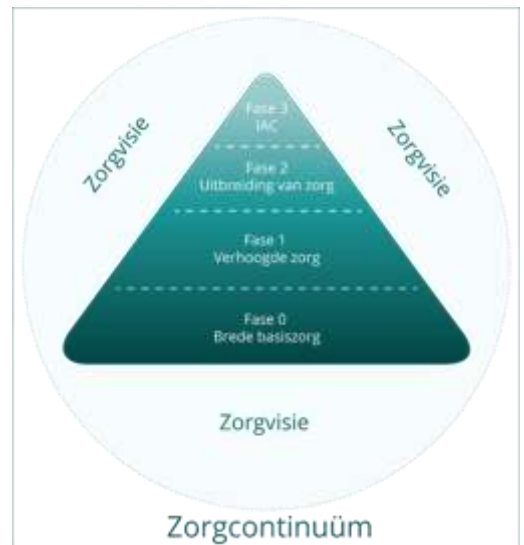 Zorgvisie
Zorgvisie
Fase 3
IAC
Fase 2
Uitbreiding van zorg
Fase 1
Verhoogde zorg
Fase 0
Brede basiszorg
Zorgvisie
Zorgcontinuüm